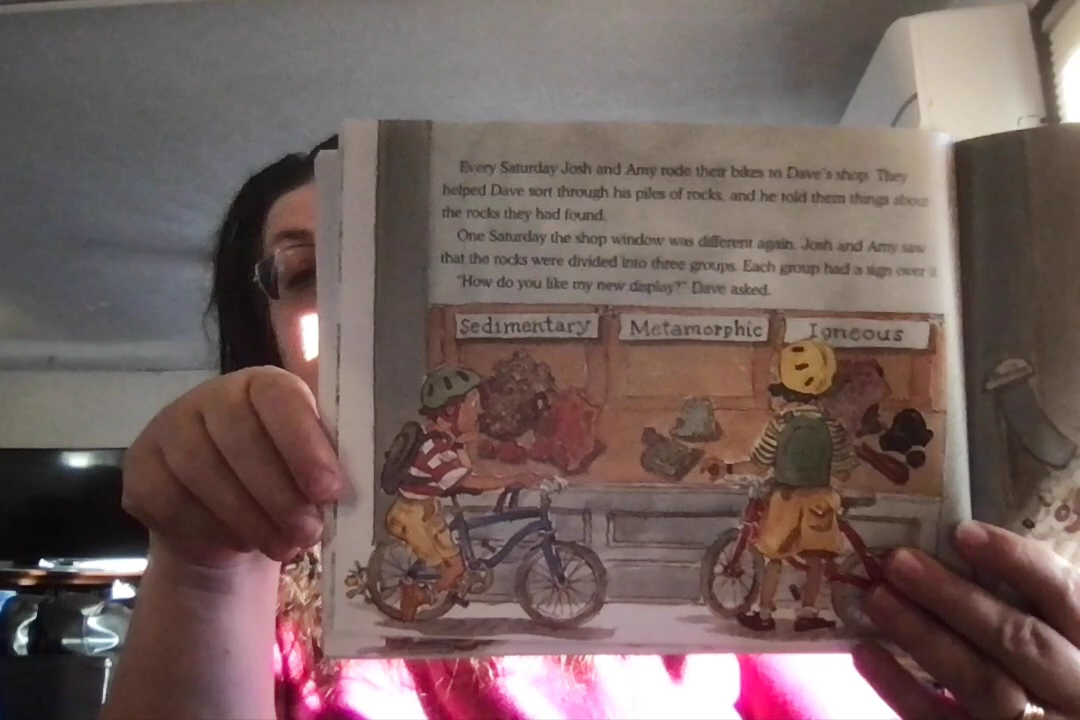 Every Saturday Josh and Amy rode their bikes to Dave's shop. They
helped Dave sort through his piles of rocks, and he told them things about
the rocks they had found.
One Saturday the shop window was different again. Josh and Amy saw
that the rocks were divided into three groups. Each group had a sign over it.
"How do you like my new display?" Dave asked.
Sedimentary Metamorphic Igneous